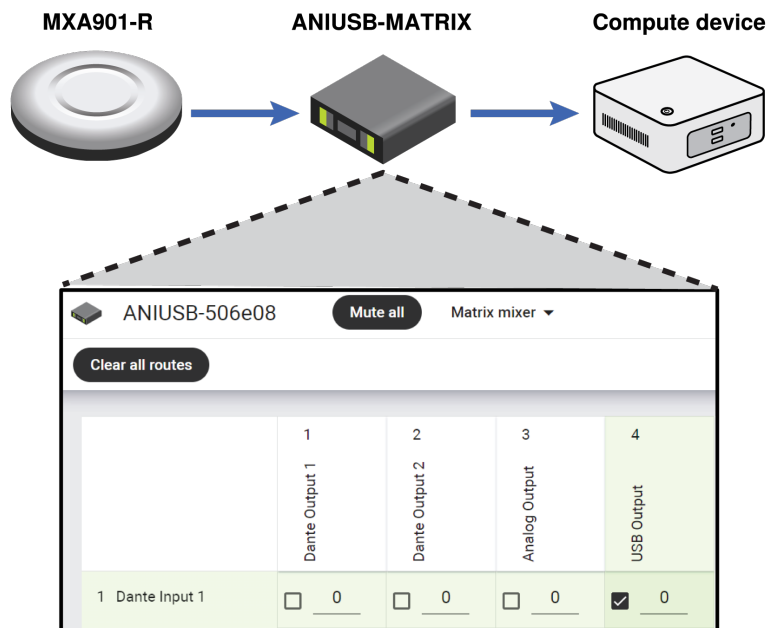 MXA901-R ANIUSB-MATRIX Compute device
ANIUSB-506e08 Mute all Matrix mixer
Clear all routes
1 2 3 4
Dante Output 1
Dante Output 2
Analog Output
USB Output
1 Dante Input 1 0 0 0 0